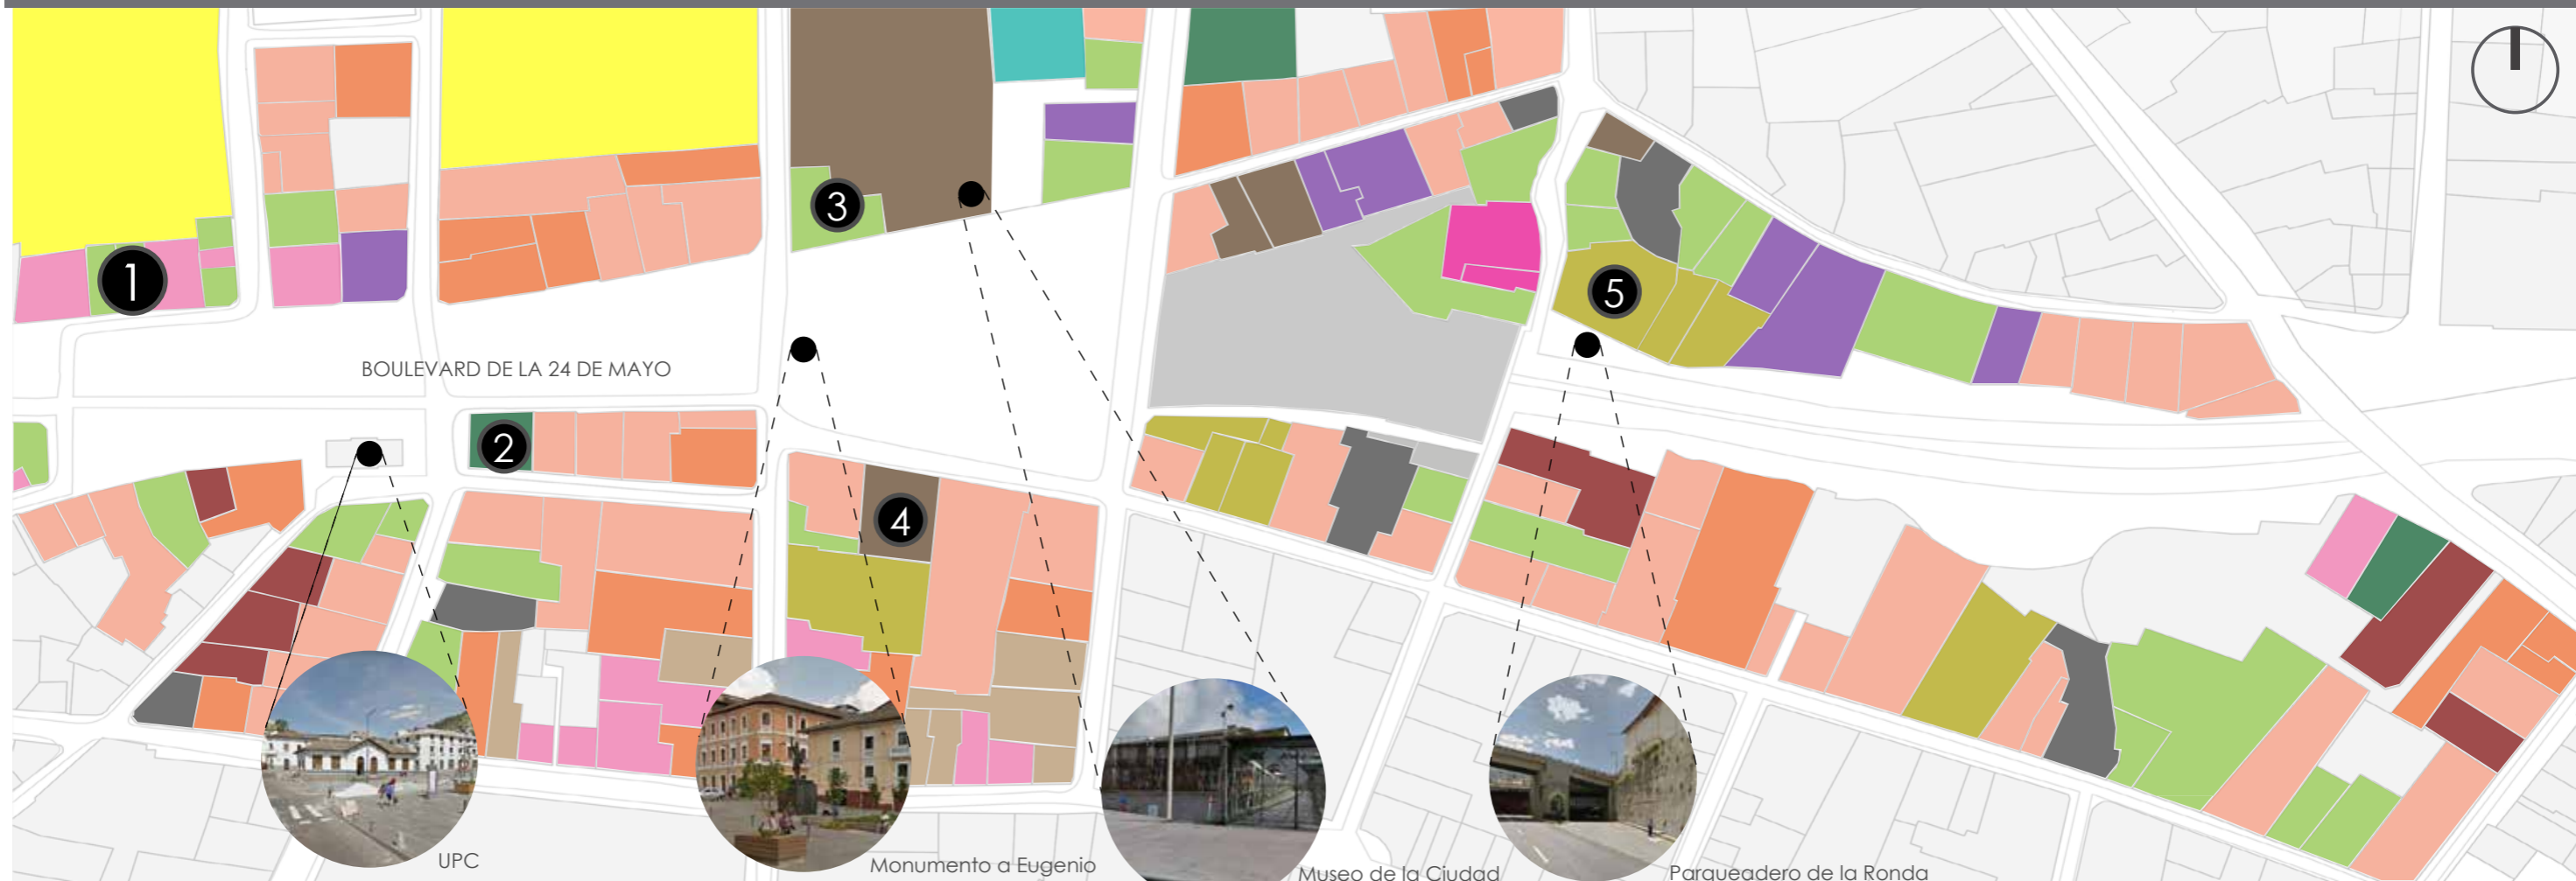 3
1
5
BOULEVARD DE LA 24 DE MAYO
2
4
UPC
Monumento a Eugenio
Museo de la Ciudad
Parqueadero de la Ronda